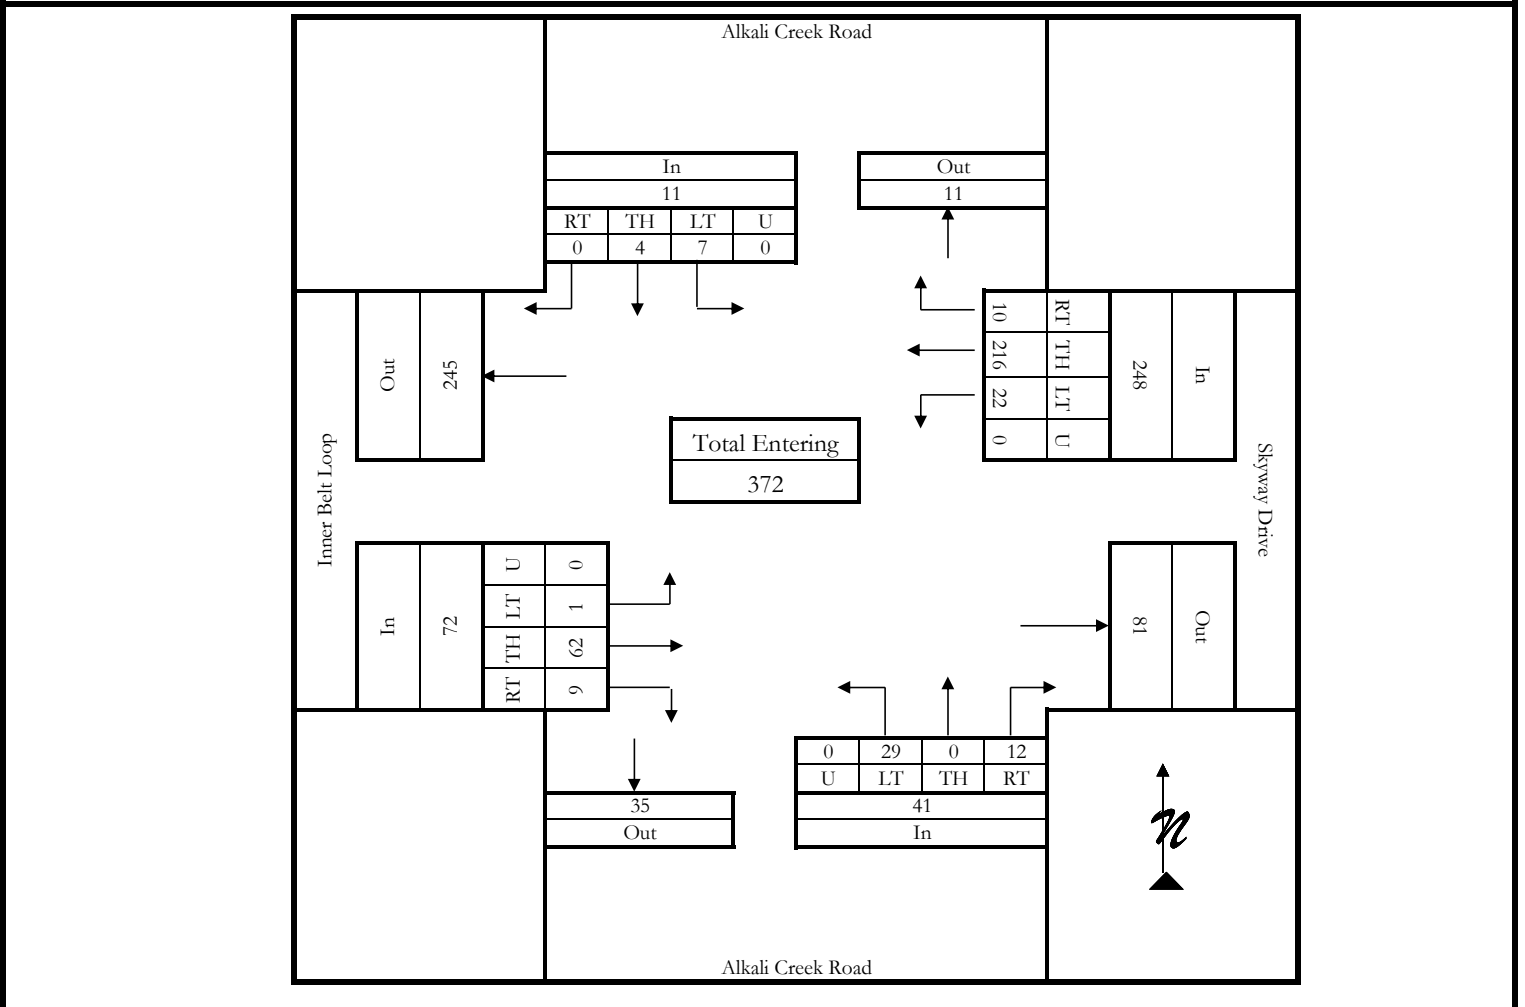 Alkali Creek Road
In
11
RT TH LT U
0 4 7 0
Out
11
Out 245
10 RT
216 TH
22 LT
0 U
248 In
Inner Belt Loop
Total Entering
372
Skyway Drive
In 72
U 0
LT 1
TH 62
RT 9
81 Out
0 29 0 12
U LT TH RT
41
In
35
Out
n
Alkali Creek Road